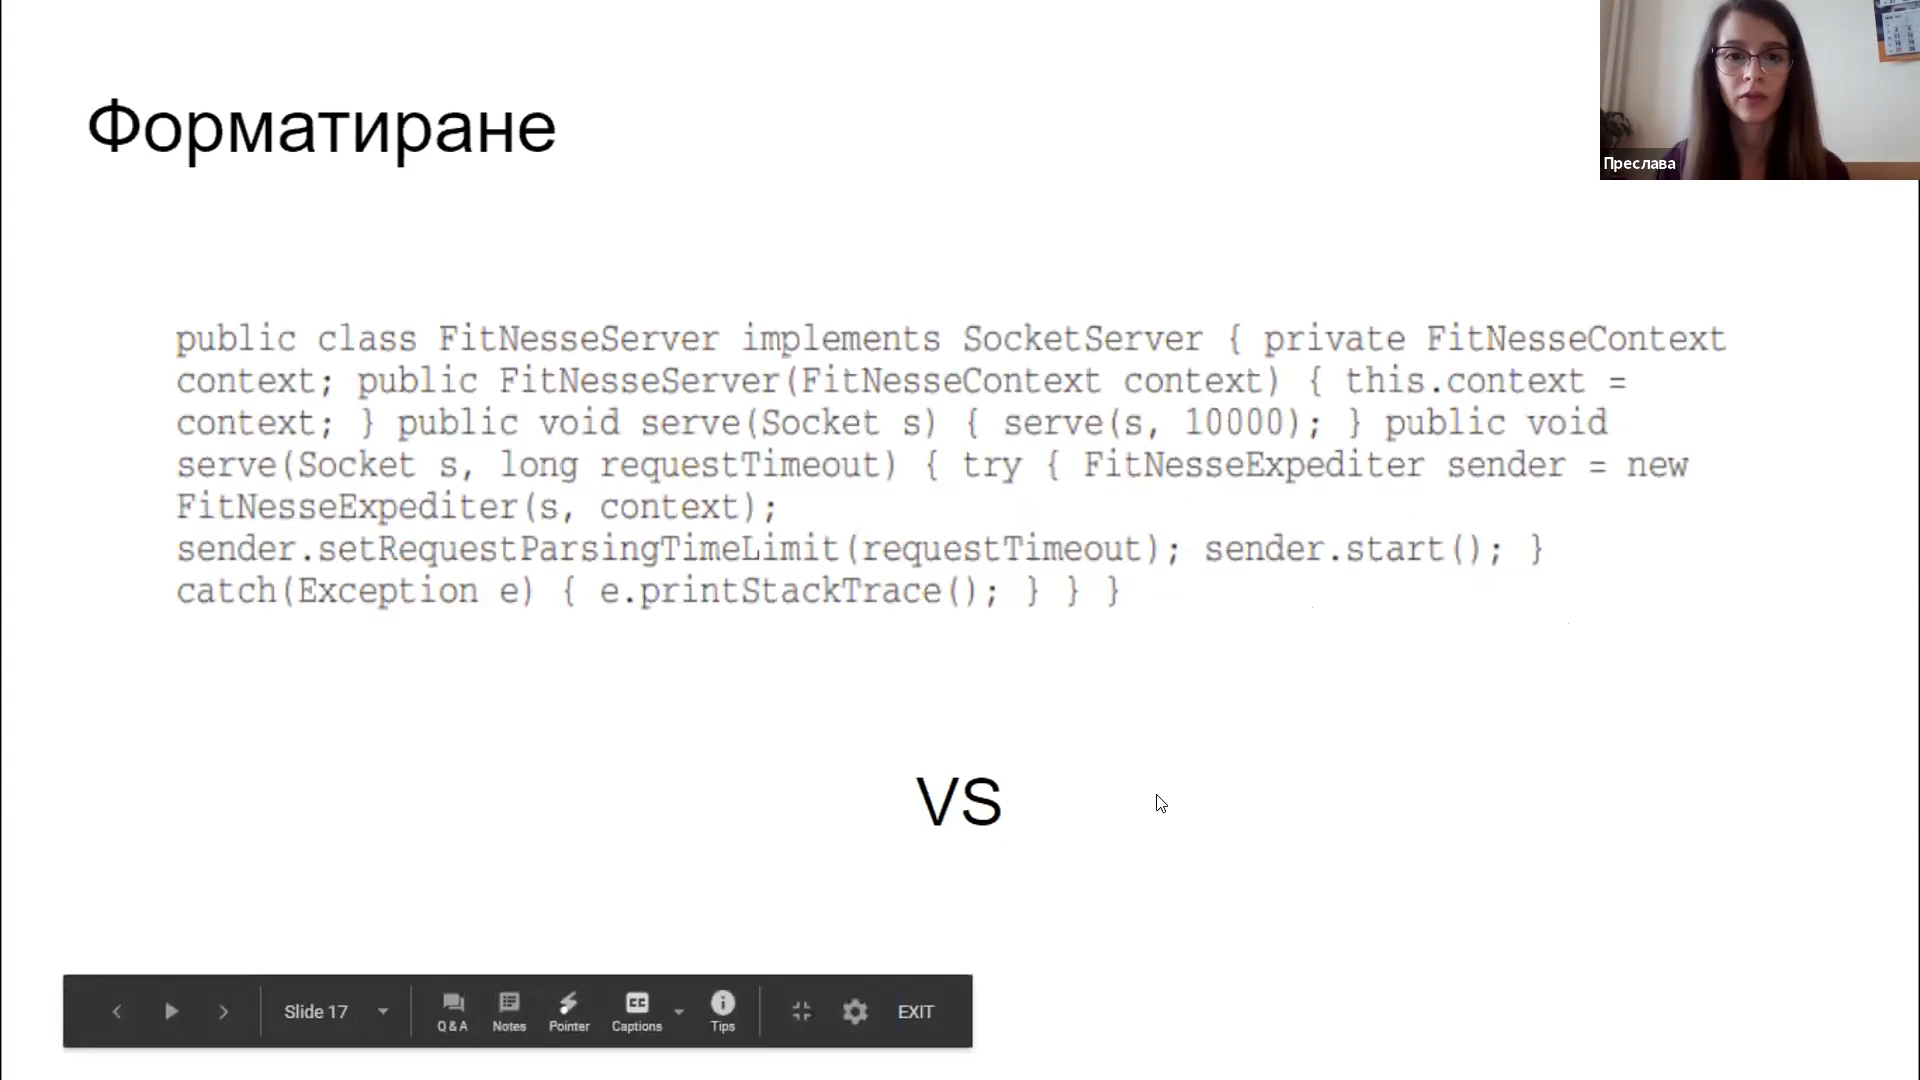 Форматиране
Преслава
public class FitNesseServer implements SocketServer { private FitNesseContext
context; public FitNesseServer(FitNesseContext context) { this.context =
context; } public void serve(Socket s) { serve(s, 10000); } public void
serve(Socket s, long requestTimeout) { try { FitNesseExpediter sender = new
FitNesseExpediter(s, context);
sender.setRequestParsingTimeLimit(requestTimeout); sender.start(); }
catch(Exception e) { e.printStackTrace(); } } }
VS
Slide 17
Q & A
Notes
Pointer
CC
Captions
Tips
EXIT